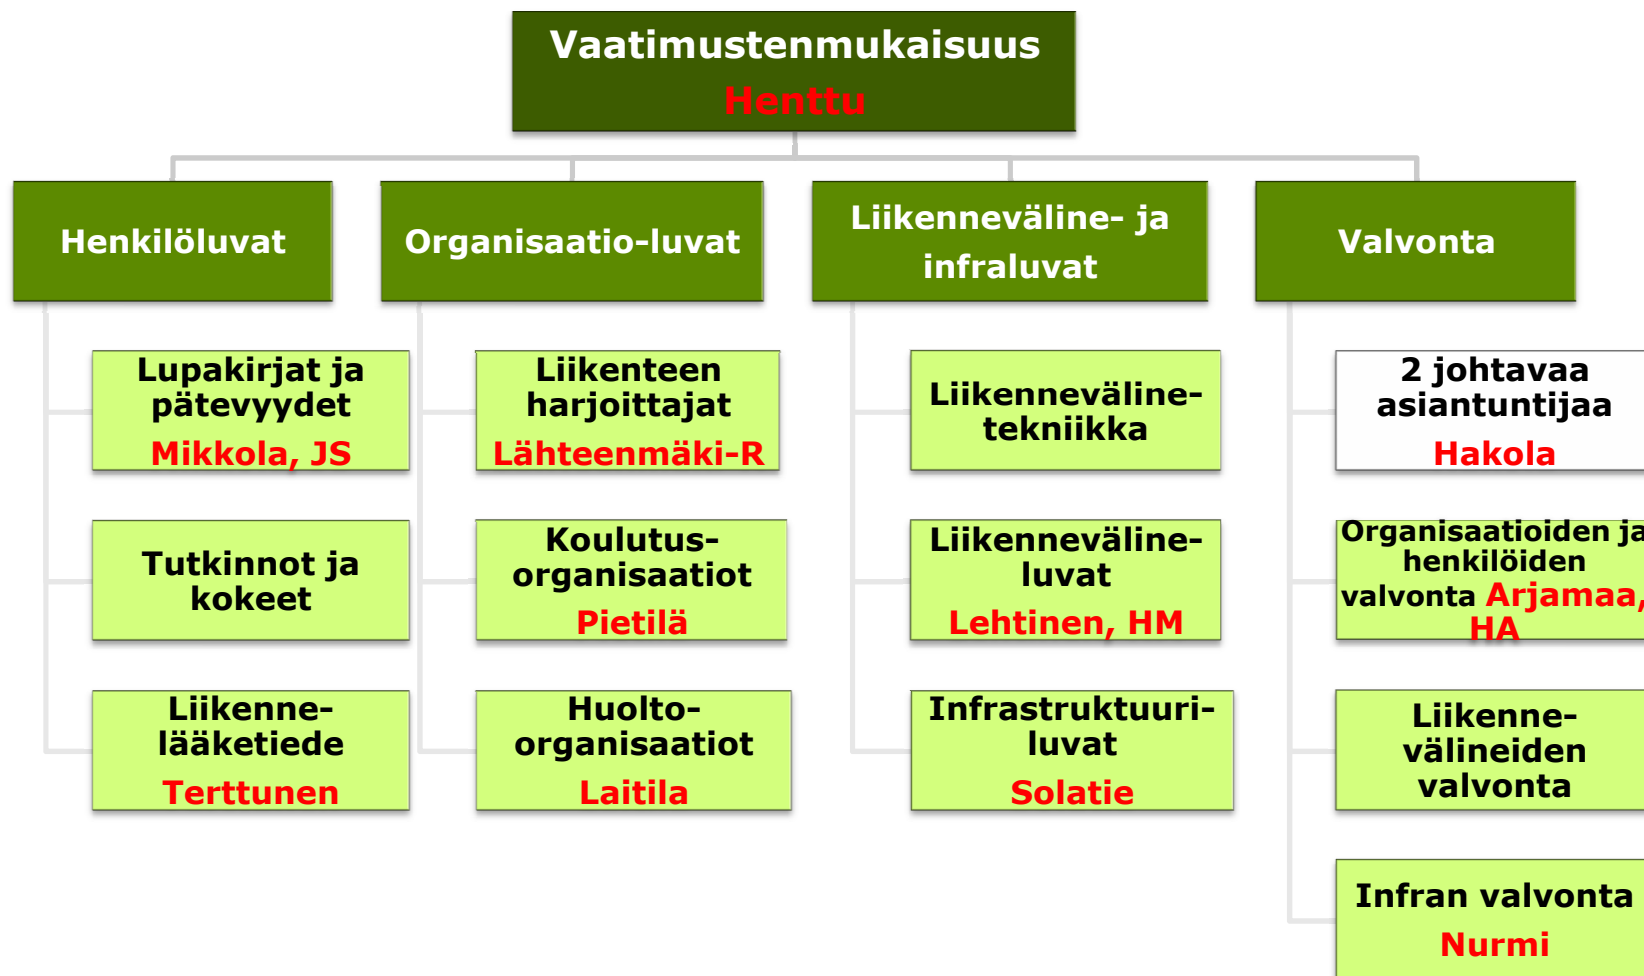 Vaatimustenmukaisuus
Henttu
Henkilöluvat
Organisaatio-luvat
Liikenneväline- ja
infraluvat
Valvonta
Lupakirjat ja
pätevyydet
Mikkola, JS
Tutkinnot ja
kokeet
Liikenne-
lääketiede
Terttunen
Liikenteen
harjoittajat
Lähteenmäki-R
Koulutus-
organisaatiot
Pietilä
Huolto-
organisaatiot
Laitila
Liikenneväline-
tekniikka
Liikenneväline-
luvat
Lehtinen, HM
Infrastruktuuri-
luvat
Solatie
2 johtavaa
asiantuntijaa
Hakola
Organisaatioiden ja
henkilöiden
valvonta Arjamaa,
HA
Liikenne-
välineiden
valvonta
Infran valvonta
Nurmi